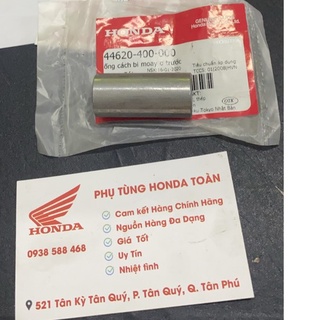 HONDA
44620-400-000
ống cách bi moay ơ trước
PHỤ TÙNG HONDA TOÀN
Cam kết Hàng Chính Hãng
Nguồn Hàng Đa Dạng
Giá Tốt
Uy Tín
Nhiệt tình
HONDA
0938 588 468
521 Tân Kỳ Tân Quý, P. Tân Quý, Q. Tân Phú